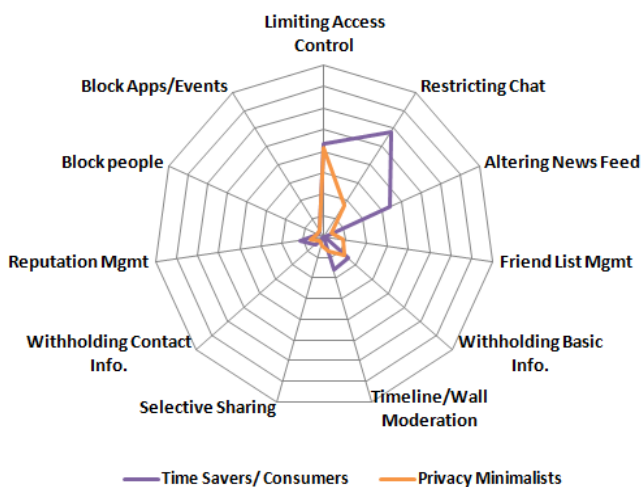 Limiting Access
Control
Block Apps/Events
Restricting Chat
Block people
Altering News Feed
Reputation Mgmt
Friend List Mgmt
Withholding Contact
Info.
Withholding Basic
Info.
Selective Sharing
Timeline/Wall
Moderation
Time Savers/ Consumers
Privacy Minimalists